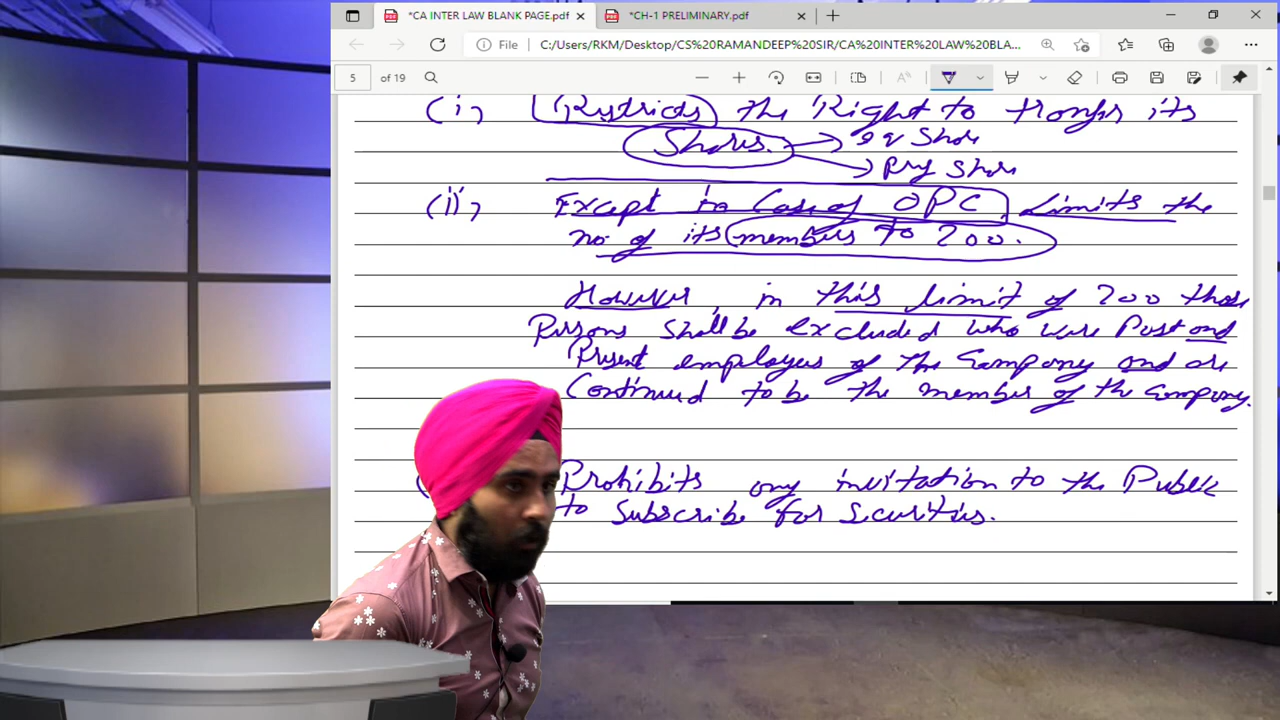 *CA INTER LAW BLANK PAGE.pdf
*CH-1 PRELIMINARY.pdf
File C:/Users/RKM/Desktop/CS%20RAMANDEEP%20SIR/CA%20INTER%20LAW%20BLA...
5 of 19
(i) Restricts the Right to transfer its
Shares. → Eq Share
→ Prf Share
(ii) Except in Case of OPC, Limits the
no. of its members to 200.
However, in this limit of 200 those
Persons shall be excluded who were Past and
Present employees of the Company and are
Continued to be the member of the Company.
Prohibits any invitation to the Public
to Subscribe for Securities.